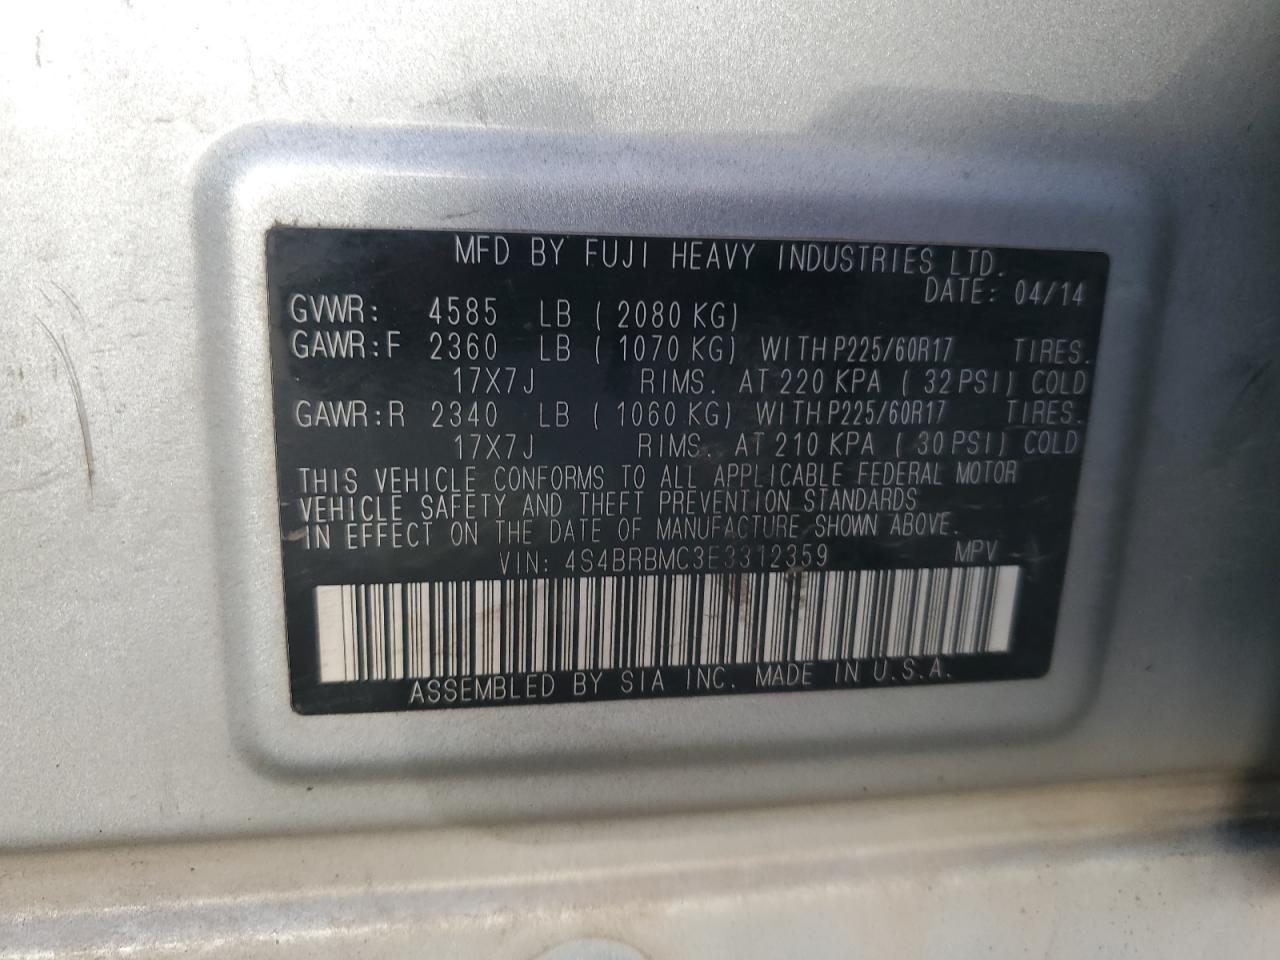 MFD BY FUJI HEAVY INDUSTRIES LTD.
DATE: 04/14
GVWR: 4585 LB ( 2080 KG)
GAWR:F 2360 LB ( 1070 KG) WITH P225/60R17 TIRES.
17X7J RIMS. AT 220 KPA ( 32 PSI) COLD
GAWR:R 2340 LB ( 1060 KG) WITH P225/60R17 TIRES.
17X7J RIMS. AT 210 KPA ( 30 PSI) COLD
THIS VEHICLE CONFORMS TO ALL APPLICABLE FEDERAL MOTOR
VEHICLE SAFETY AND THEFT PREVENTION STANDARDS
IN EFFECT ON THE DATE OF MANUFACTURE SHOWN ABOVE.
VIN: 4S4BRBMC3E3312359 MPV
ASSEMBLED BY SIA INC. MADE IN U.S.A.